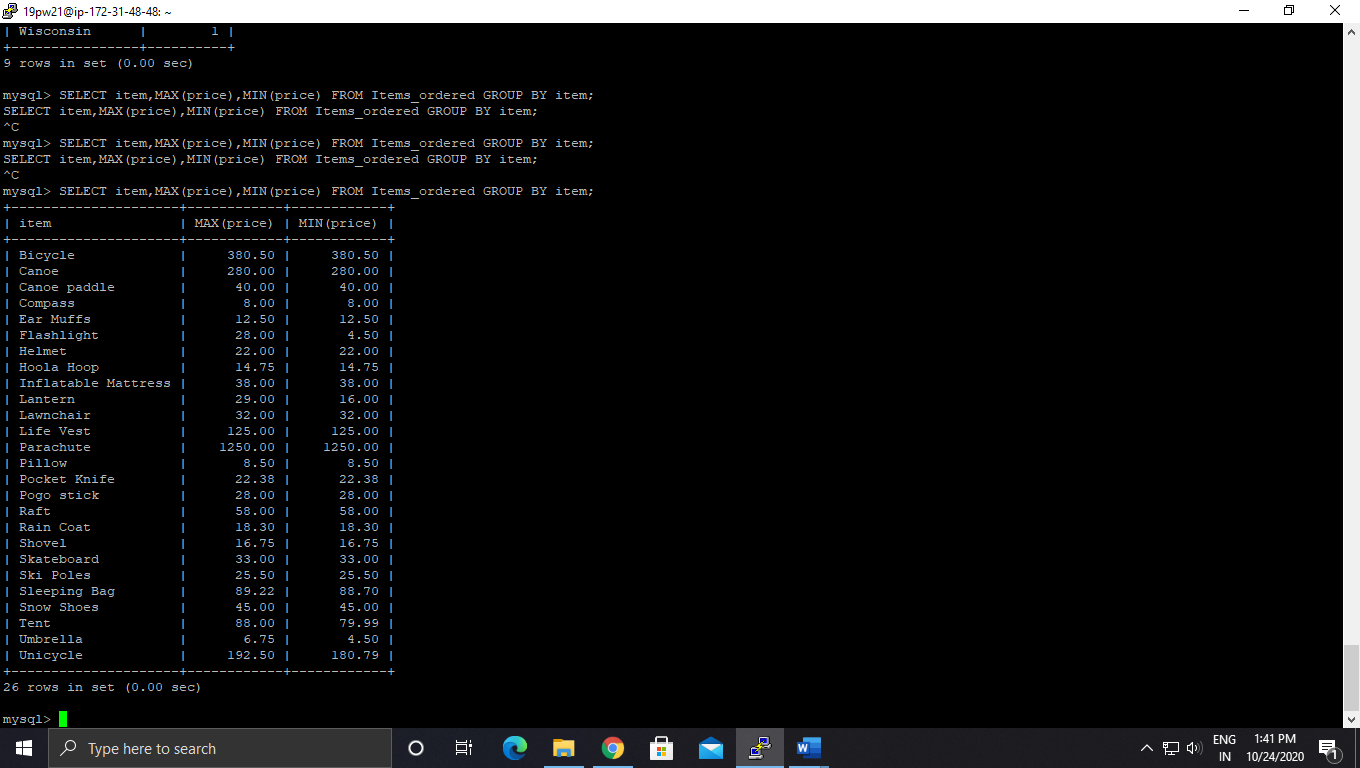 19pw21@ip-172-31-48-48: ~
| Wisconsin      |        1 |
+----------------+----------+
9 rows in set (0.00 sec)
mysql> SELECT item,MAX(price),MIN(price) FROM Items_ordered GROUP BY item;
SELECT item,MAX(price),MIN(price) FROM Items_ordered GROUP BY item;
^C
mysql> SELECT item,MAX(price),MIN(price) FROM Items_ordered GROUP BY item;
SELECT item,MAX(price),MIN(price) FROM Items_ordered GROUP BY item;
^C
mysql> SELECT item,MAX(price),MIN(price) FROM Items_ordered GROUP BY item;
+---------------------+------------+------------+
| item                | MAX(price) | MIN(price) |
+---------------------+------------+------------+
| Bicycle             |     380.50 |     380.50 |
| Canoe               |     280.00 |     280.00 |
| Canoe paddle        |      40.00 |      40.00 |
| Compass             |       8.00 |       8.00 |
| Ear Muffs           |      12.50 |      12.50 |
| Flashlight          |      28.00 |       4.50 |
| Helmet              |      22.00 |      22.00 |
| Hoola Hoop          |      14.75 |      14.75 |
| Inflatable Mattress |      38.00 |      38.00 |
| Lantern             |      29.00 |      16.00 |
| Lawnchair           |      32.00 |      32.00 |
| Life Vest           |     125.00 |     125.00 |
| Parachute           |    1250.00 |    1250.00 |
| Pillow              |       8.50 |       8.50 |
| Pocket Knife        |      22.38 |      22.38 |
| Pogo stick          |      28.00 |      28.00 |
| Raft                |      58.00 |      58.00 |
| Rain Coat           |      18.30 |      18.30 |
| Shovel              |      16.75 |      16.75 |
| Skateboard          |      33.00 |      33.00 |
| Ski Poles           |      25.50 |      25.50 |
| Sleeping Bag        |      89.22 |      88.70 |
| Snow Shoes          |      45.00 |      45.00 |
| Tent                |      88.00 |      79.99 |
| Umbrella            |       6.75 |       4.50 |
| Unicycle            |     192.50 |     180.79 |
+---------------------+------------+------------+
26 rows in set (0.00 sec)
mysql>
Type here to search
ENG
IN
1:41 PM
10/24/2020
1